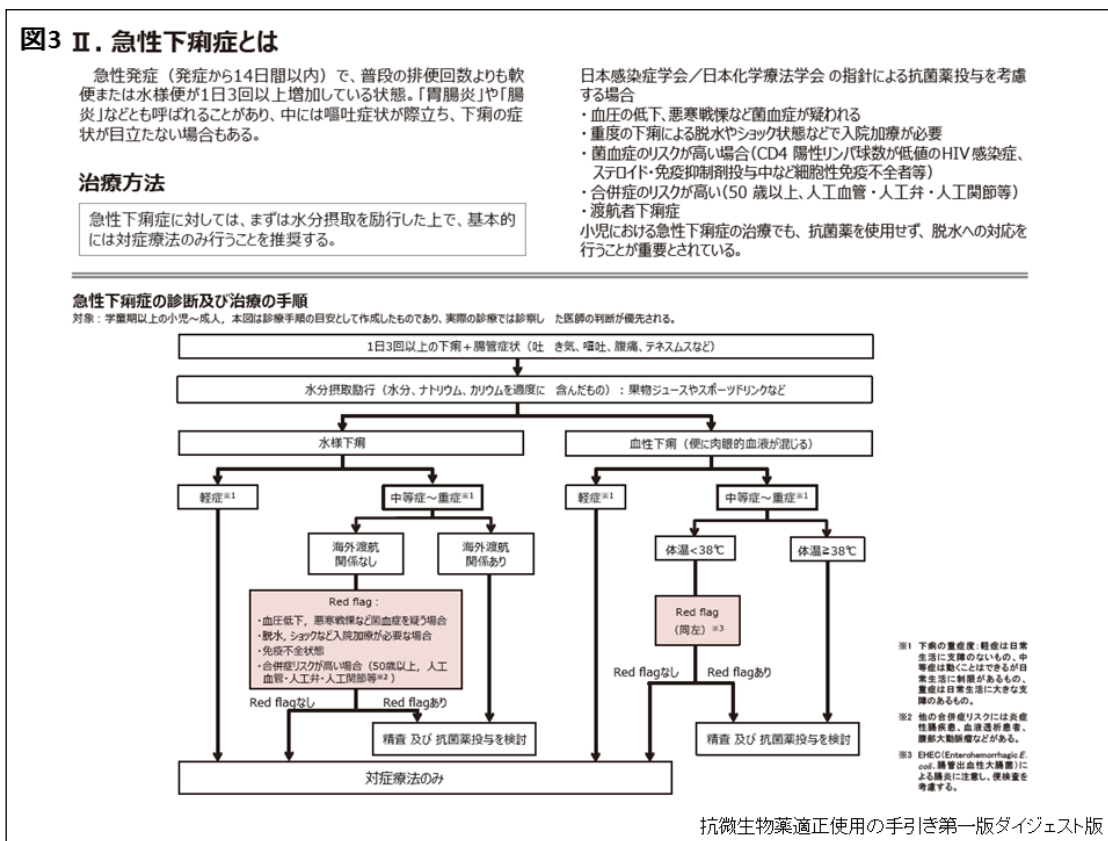 図3 Ⅱ. 急性下痢症とは
急性発症（発症から14日間以内）で、普段の排便回数よりも軟
便または水様便が1日3回以上増加している状態。「胃腸炎」や「腸
炎」などとも呼ばれることがあり、中には嘔吐症状が際立ち、下痢の症
状が目立たない場合もある。
治療方法
急性下痢症に対しては、まずは水分摂取を励行した上で、基本的
には対症療法のみ行うことを推奨する。
日本感染症学会／日本化学療法学会 の指針による抗菌薬投与を考慮
する場合
・血圧の低下、悪寒戦慄など菌血症が疑われる
・重度の下痢による脱水やショック状態などで入院加療が必要
・菌血症のリスクが高い場合（CD4 陽性リンパ球数が低値のHIV感染症、
ステロイド・免疫抑制剤投与中など細胞性免疫不全者等）
・合併症のリスクが高い（50 歳以上、人工血管・人工弁・人工関節等）
・渡航者下痢症
小児における急性下痢症の治療でも、抗菌薬を使用せず、脱水への対応を
行うことが重要とされている。
急性下痢症の診断及び治療の手順
対象：学童期以上の小児～成人，本図は診療手順の目安として作成したものであり、実際の診療では診察し た医師の判断が優先される。
1日3回以上の下痢＋腸管症状（吐 き気、嘔吐、腹痛、テネスムスなど）
水分摂取励行（水分、ナトリウム、カリウムを適度に 含んだもの）：果物ジュースやスポーツドリンクなど
水様下痢
血性下痢（便に肉眼的血液が混じる）
軽症※1
中等症～重症※1
軽症※1
中等症～重症※1
海外渡航
関係なし
海外渡航
関係あり
体温<38℃
体温≧38℃
Red flag：
・血圧低下，悪寒戦慄など菌血症を疑う場合
・脱水，ショックなど入院加療が必要な場合
・免疫不全状態
・合併症リスクが高い場合（50歳以上，人工
血管・人工弁・人工関節等※2）
Red flag
（同左）※3
Red flagなし
Red flagあり
Red flagなし
Red flagあり
精査 及び 抗菌薬投与を検討
精査 及び 抗菌薬投与を検討
対症療法のみ
※1 下痢の重症度：軽症は日常
生活に支障のないもの、中
等症は動くことはできるが日
常生活に制限があるもの、
重症は日常生活に大きな支
障のあるもの。
※2 他の合併症リスクには炎症
性腸疾患、血液透析患者、
腹部大動脈瘤などがある。
※3 EHEC（Enterohemorrhagic E.
coli，腸管出血性大腸菌）に
よる腸炎に注意し、便検査を
考慮する。
抗微生物薬適正使用の手引き第一版ダイジェスト版